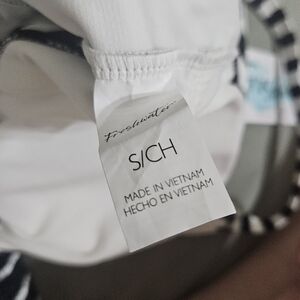 Freshwater
S/CH
MADE IN VIETNAM
HECHO EN VIETNAM